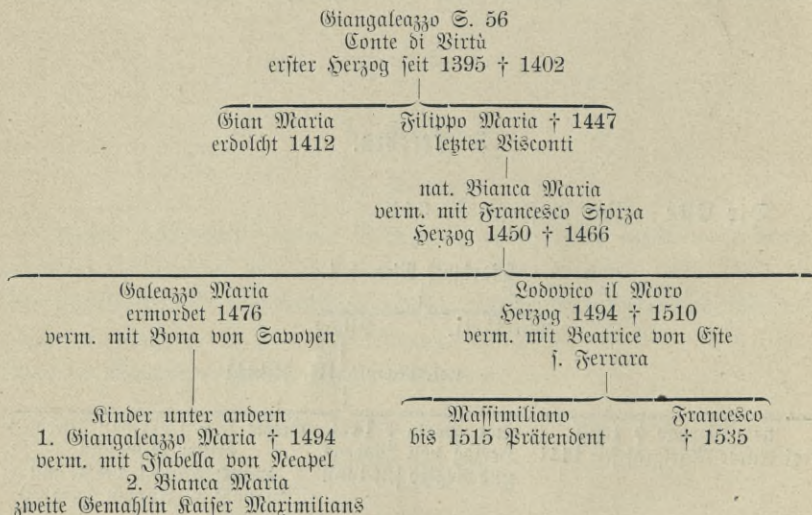 Giangaleazzo S. 56
Conte di Virtù
erster Herzog seit 1395 † 1402
Gian Maria
erdolcht 1412
Filippo Maria † 1447
letzter Visconti
nat. Bianca Maria
verm. mit Francesco Sforza
Herzog 1450 † 1466
Galeazzo Maria
ermordet 1476
verm. mit Bona von Savoyen
Lodovico il Moro
Herzog 1494 † 1510
verm. mit Beatrice von Este
s. Ferrara
Kinder unter andern
1. Giangaleazzo Maria † 1494
verm. mit Isabella von Neapel
2. Bianca Maria
zweite Gemahlin Kaiser Maximilians
Massimiliano
bis 1515 Prätendent
Francesco
† 1535